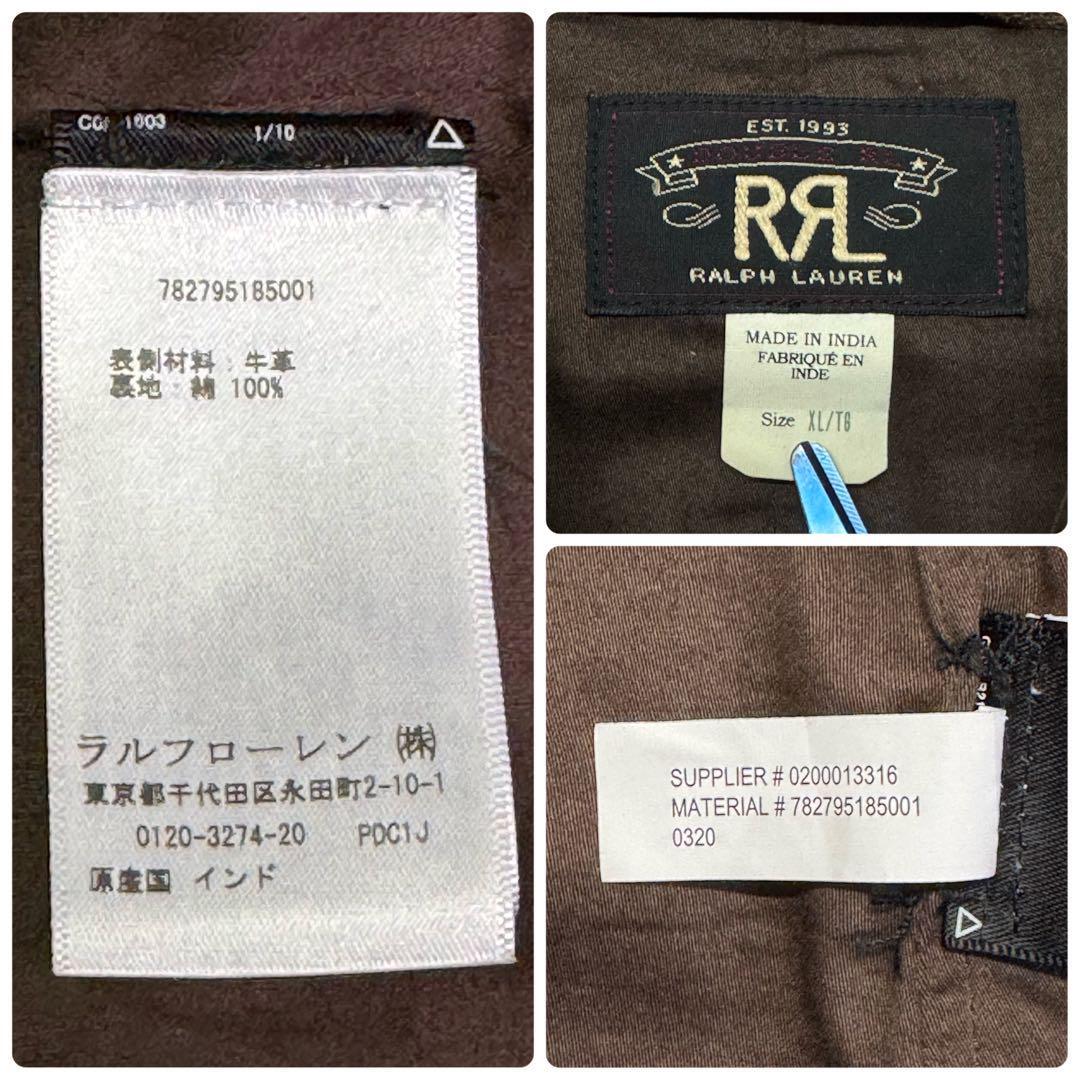 1/10
782795185001
表側材料：牛革
裏地：綿 100%
ラルフローレン ㈱
東京都千代田区永田町2-10-1
0120-3274-20 PDC1J
原産国 インド
EST. 1993
RRL
RALPH LAUREN
MADE IN INDIA
FABRIQUÉ EN
INDE
Size XL/TG
SUPPLIER # 0200013316
MATERIAL # 782795185001
0320